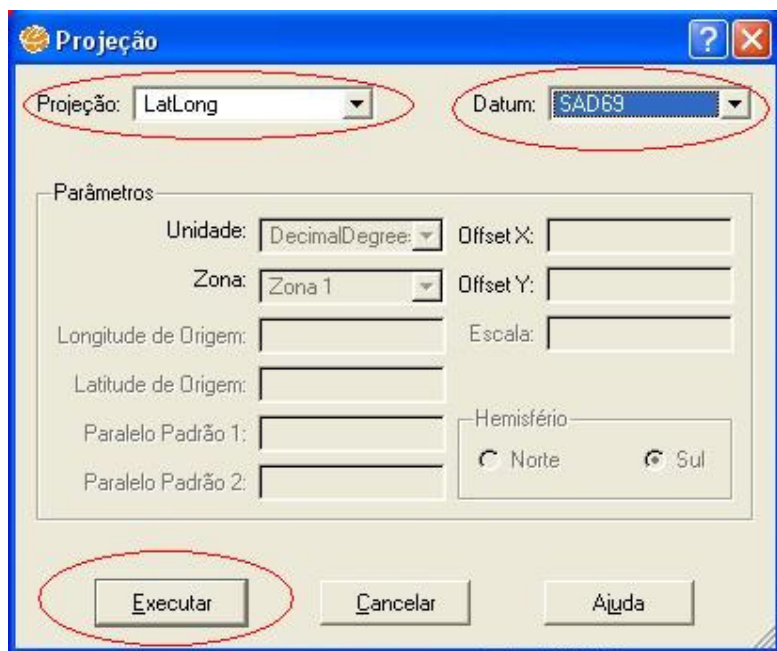 Projeção
Projeção: LatLong Datum: SAD69
Parâmetros
Unidade: DecimalDegree: Offset X:
Zona: Zona 1 Offset Y:
Longitude de Origem: Escala:
Latitude de Origem:
Paralelo Padrão 1:
Paralelo Padrão 2:
Hemisfério
Norte Sul
Executar Cancelar Ajuda